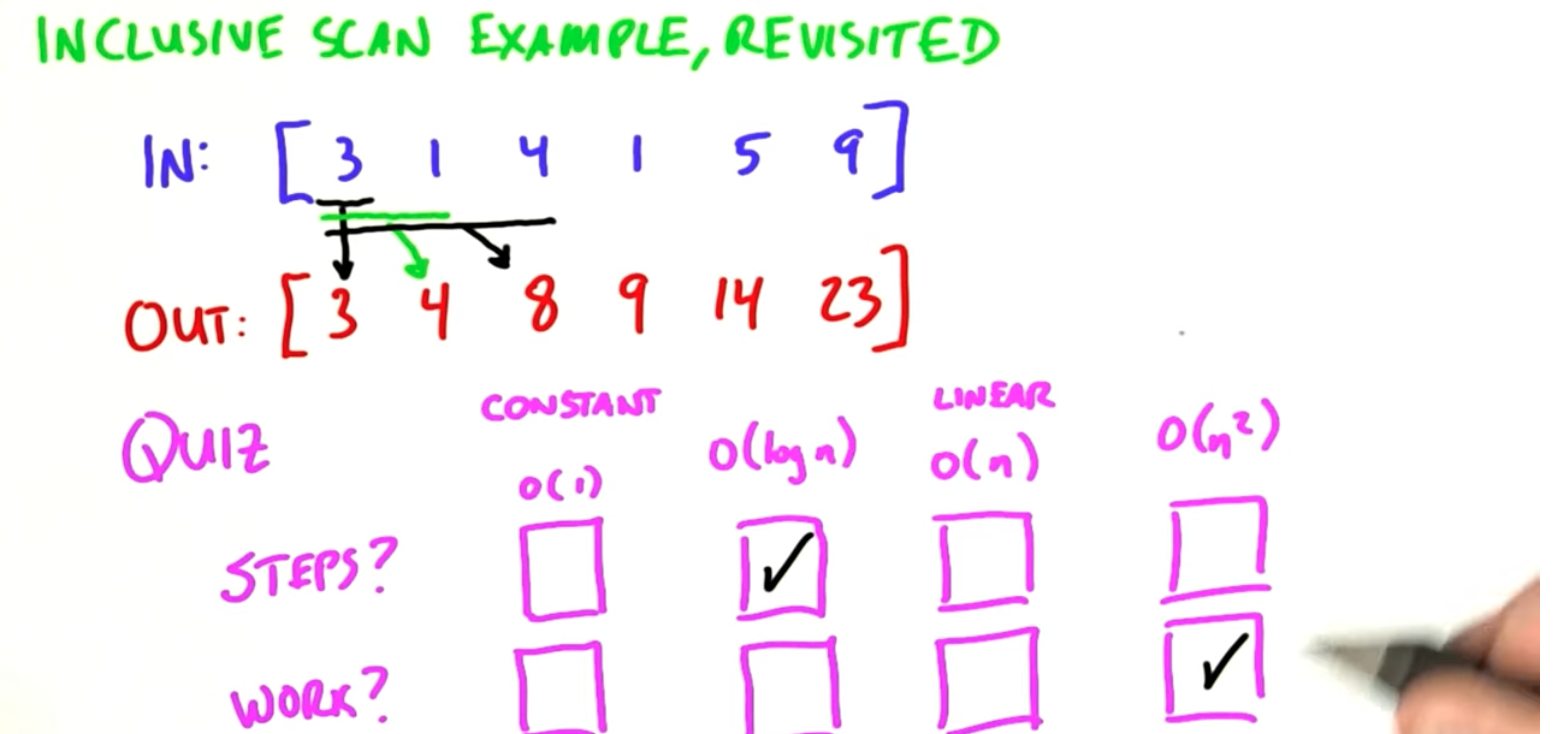 INCLUSIVE SCAN EXAMPLE, REVISITED
IN: [3 1 4 1 5 9]
OUT: [3 4 8 9 14 23]
QUIZ
CONSTANT O(1)
O(log n)
LINEAR O(n)
O(n²)
STEPS? ✓
WORK? ✓